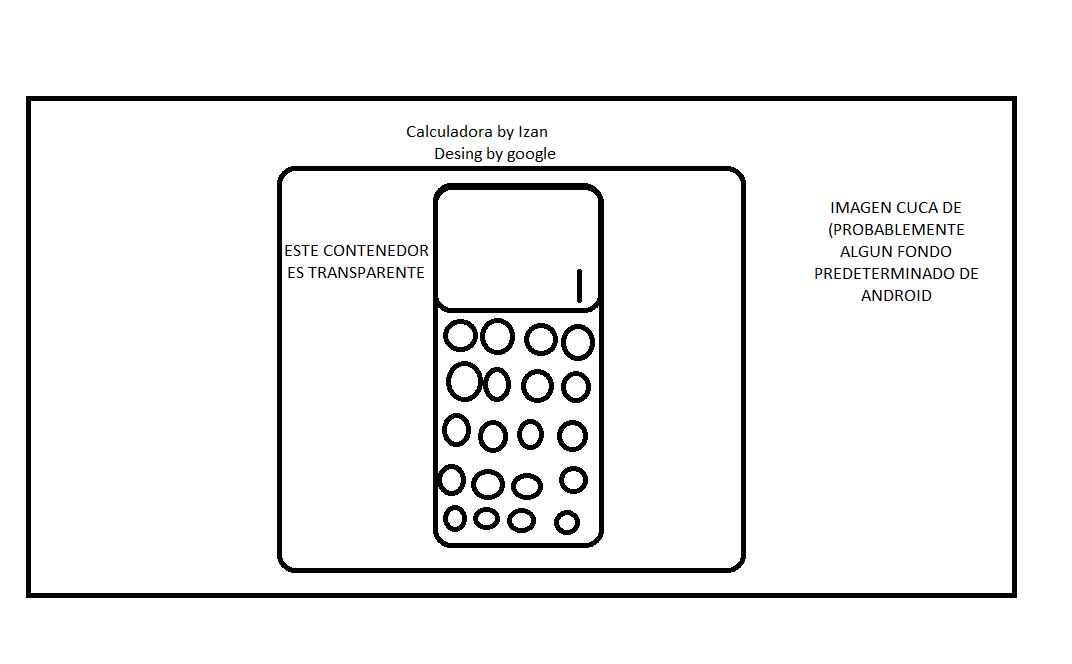 Calculadora by Izan
Desing by google
ESTE CONTENEDOR
ES TRANSPARENTE
IMAGEN CUCA DE
(PROBABLEMENTE
ALGUN FONDO
PREDETERMINADO DE
ANDROID